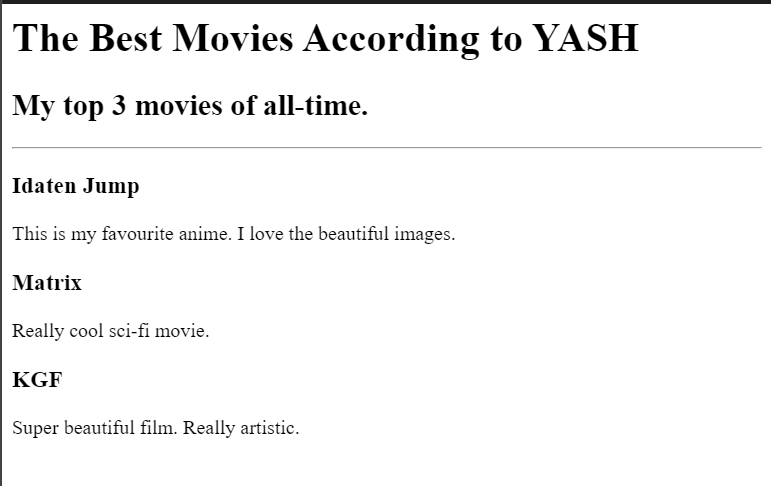 The Best Movies According to YASH
My top 3 movies of all-time.
Idaten Jump
This is my favourite anime. I love the beautiful images.
Matrix
Really cool sci-fi movie.
KGF
Super beautiful film. Really artistic.